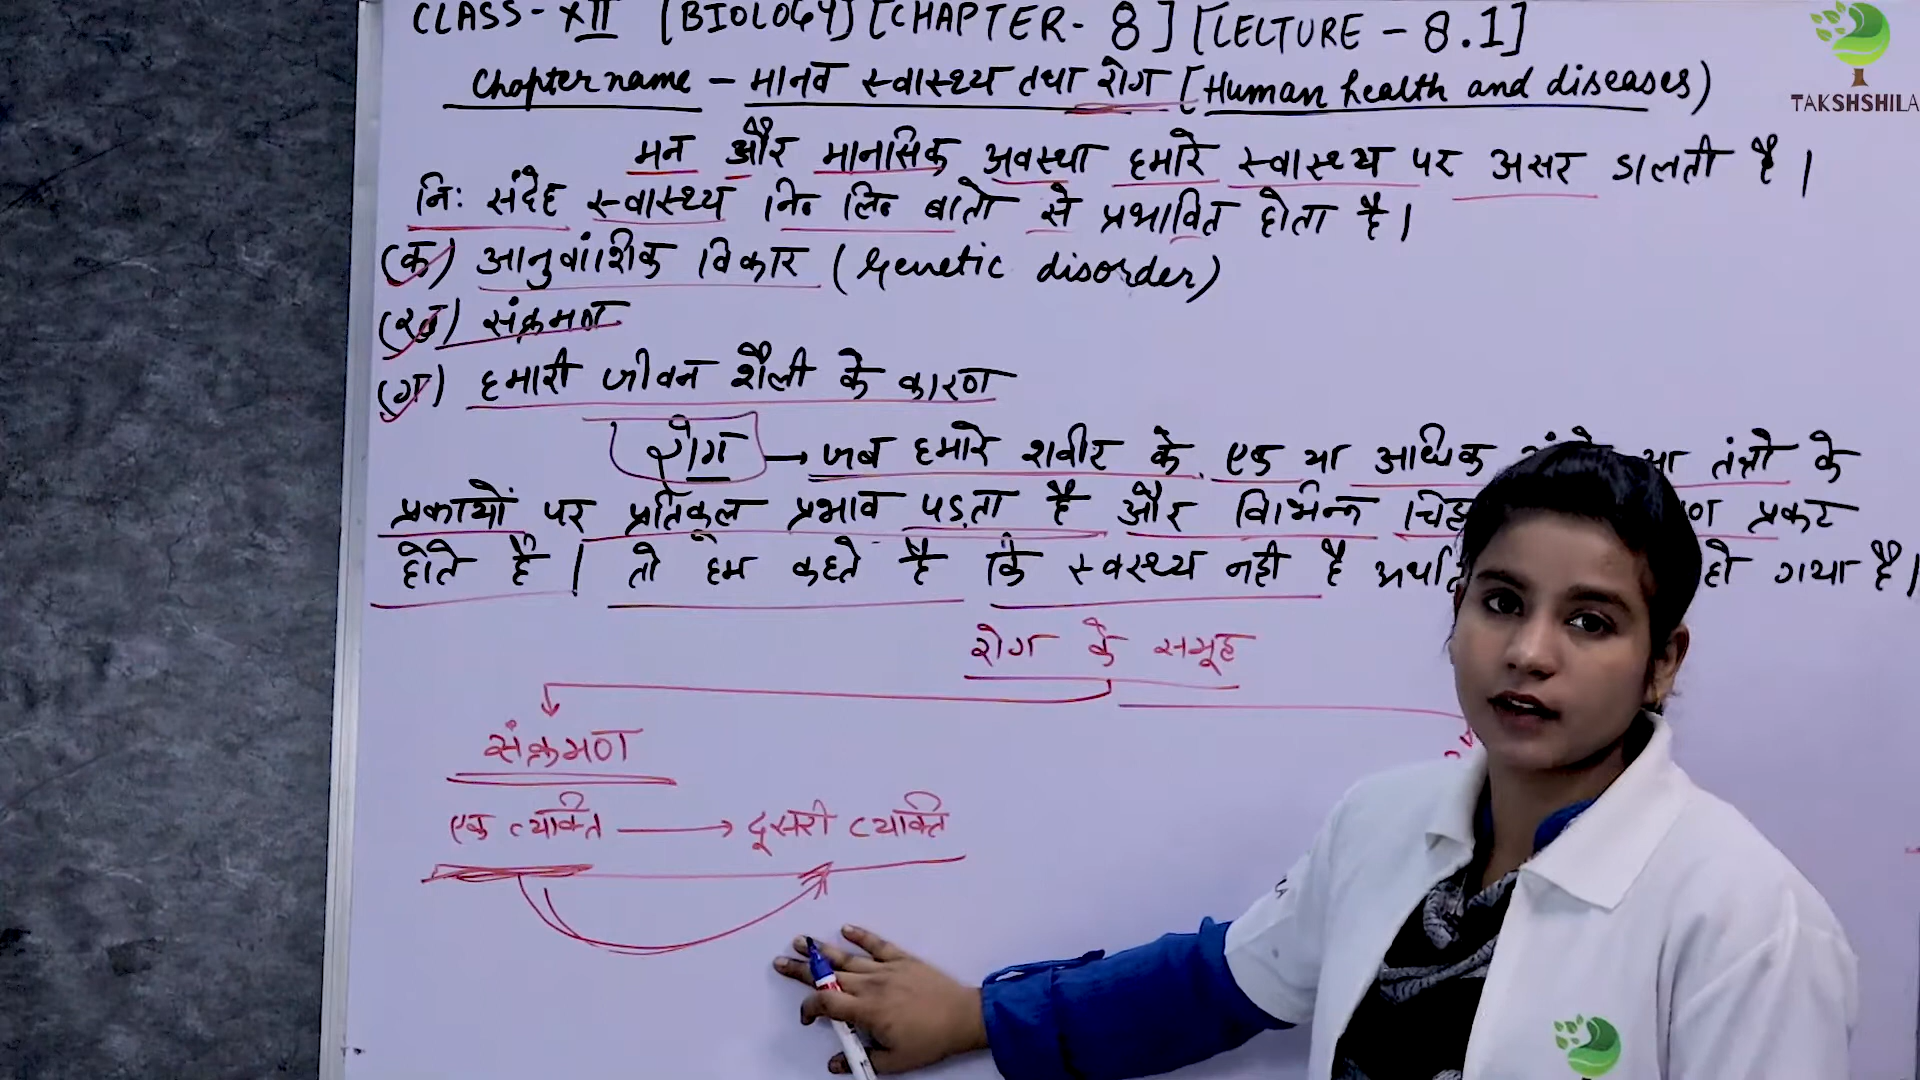 CLASS - XII [BIOLOGY] [CHAPTER - 8] [LECTURE - 8.1]
TAKSHSHILA
Chapter name - मानव स्वास्थ्य तथा रोग (Human health and diseases)
मन और मानसिक अवस्था हमारे स्वास्थ्य पर असर डालती है।
नि: संदेह स्वास्थ्य बातो से प्रभावित होता है।
(क) आनुवांशिक विकार (Genetic disorder)
(ख) संक्रमण
(ग) हमारी जीवन शैली के कारण
रोग → जब हमारे शरीर के एक या अधिक या तंत्रो के
प्रकार्यो पर प्रतिकूल प्रभाव पड़ता है और विभिन्न प्रकट
होते है। तो हम कहते है कि स्वस्थ्य नही है हो गया है।
रोग के समूह
संक्रमण
एक व्यक्ति → दूसरी व्यक्ति